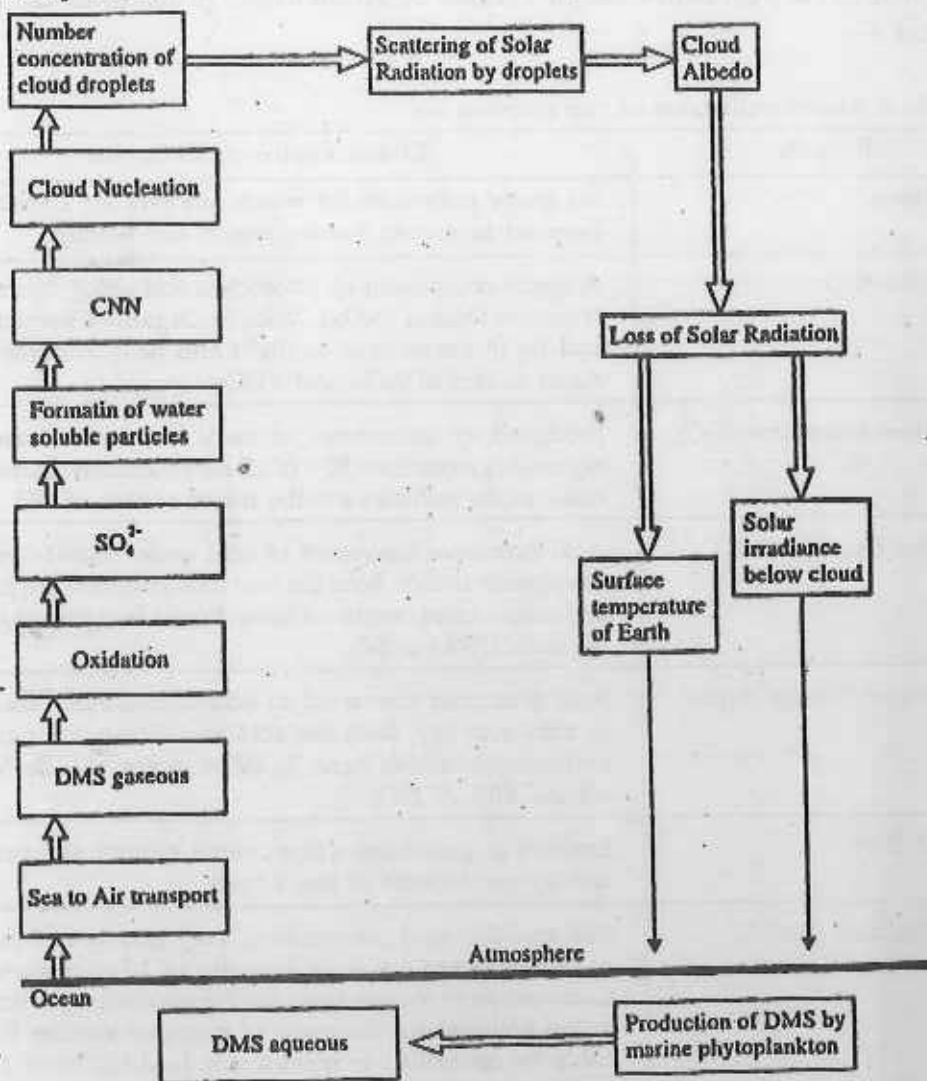 Number
concentration of
cloud droplets
Scattering of Solar
Radiation by droplets
Cloud
Albedo
Cloud Nucleation
CNN
Loss of Solar Radiation
Formatin of water
soluble particles
SO₄²⁻
Solar
irradiance
below cloud
Surface
temperature
of Earth
Oxidation
DMS gaseous
Sea to Air transport
Atmosphere
Ocean
DMS aqueous
Production of DMS by
marine phytoplankton